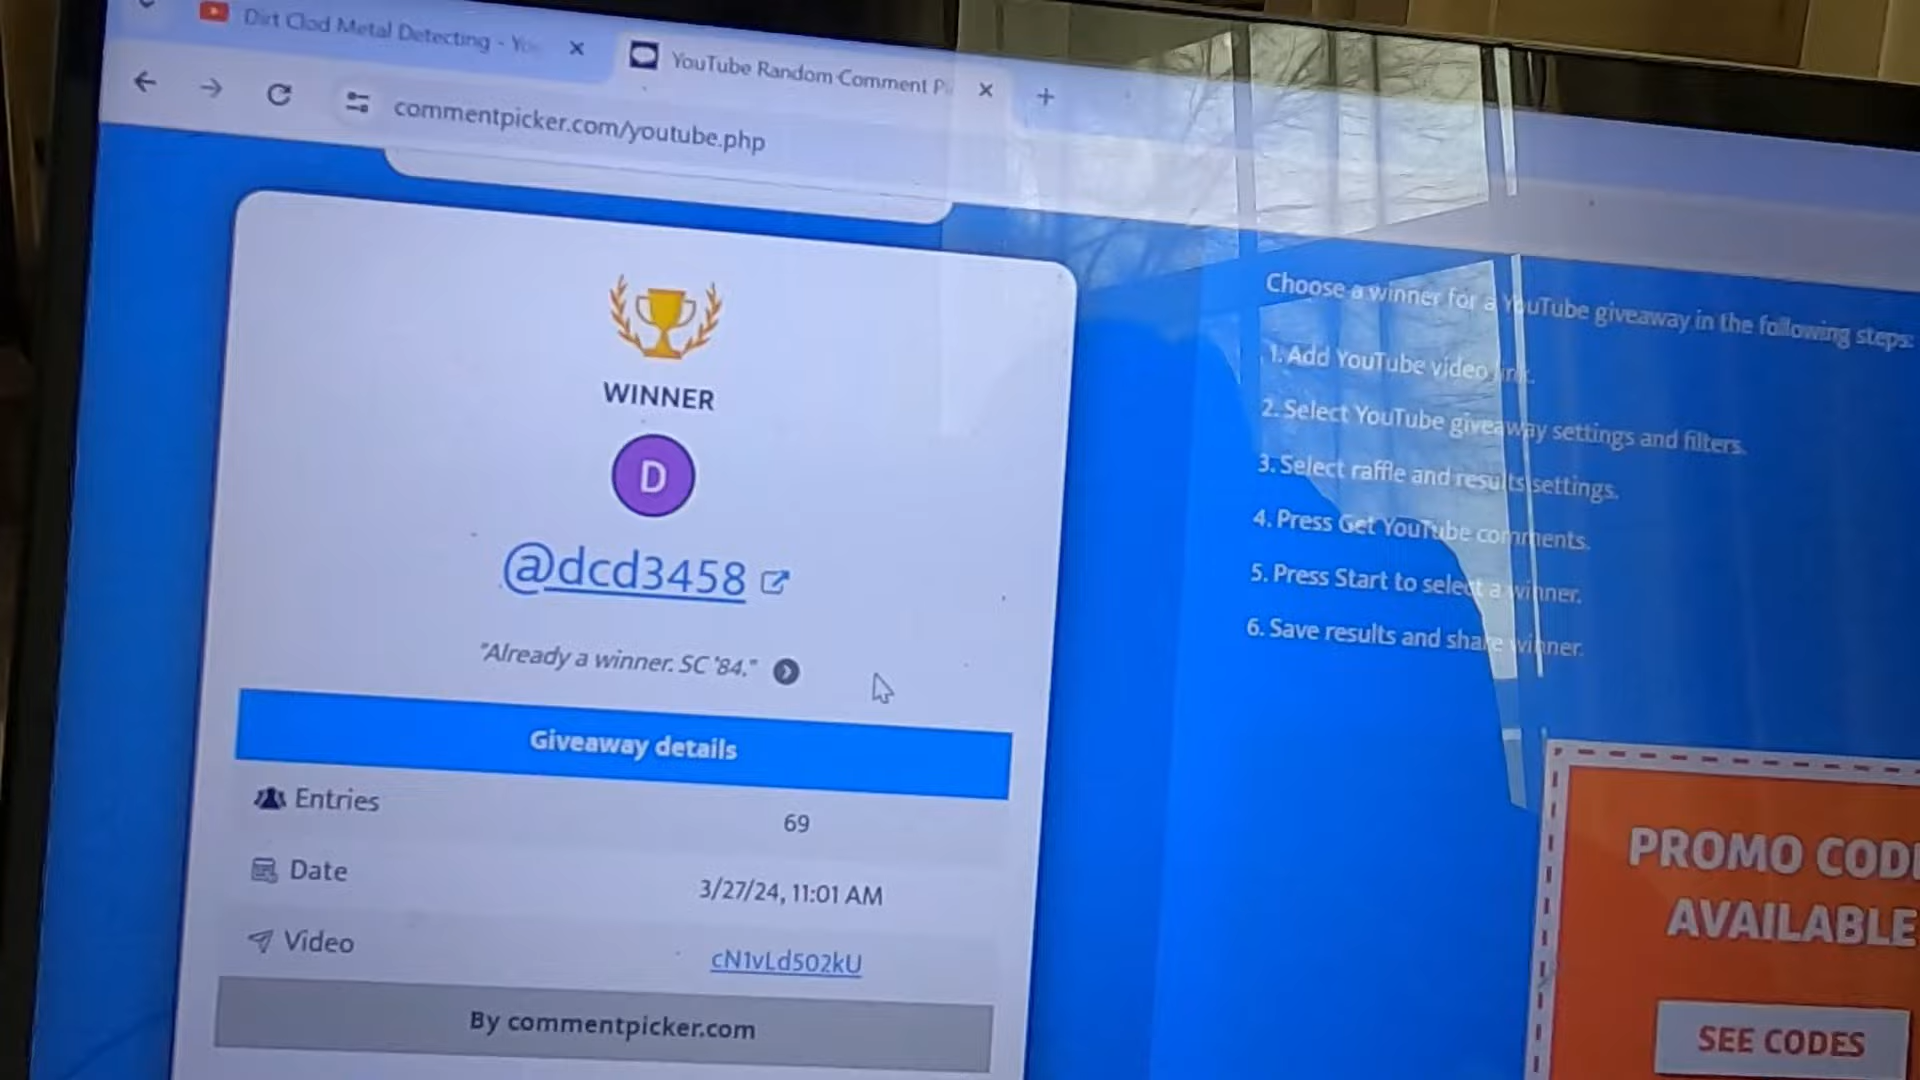 Dirt Clod Metal Detecting - You
YouTube Random Comment Pi
commentpicker.com/youtube.php
WINNER
D
@dcd3458
"Already a winner. SC '84."
Giveaway details
Entries
69
Date
3/27/24, 11:01 AM
Video
cN1vLd502kU
By commentpicker.com
Choose a winner for a YouTube giveaway in the following steps:
1. Add YouTube video link.
2. Select YouTube giveaway settings and filters.
3. Select raffle and results settings.
4. Press Get YouTube comments.
5. Press Start to select a winner.
6. Save results and share winner.
PROMO CODE
AVAILABLE
SEE CODES